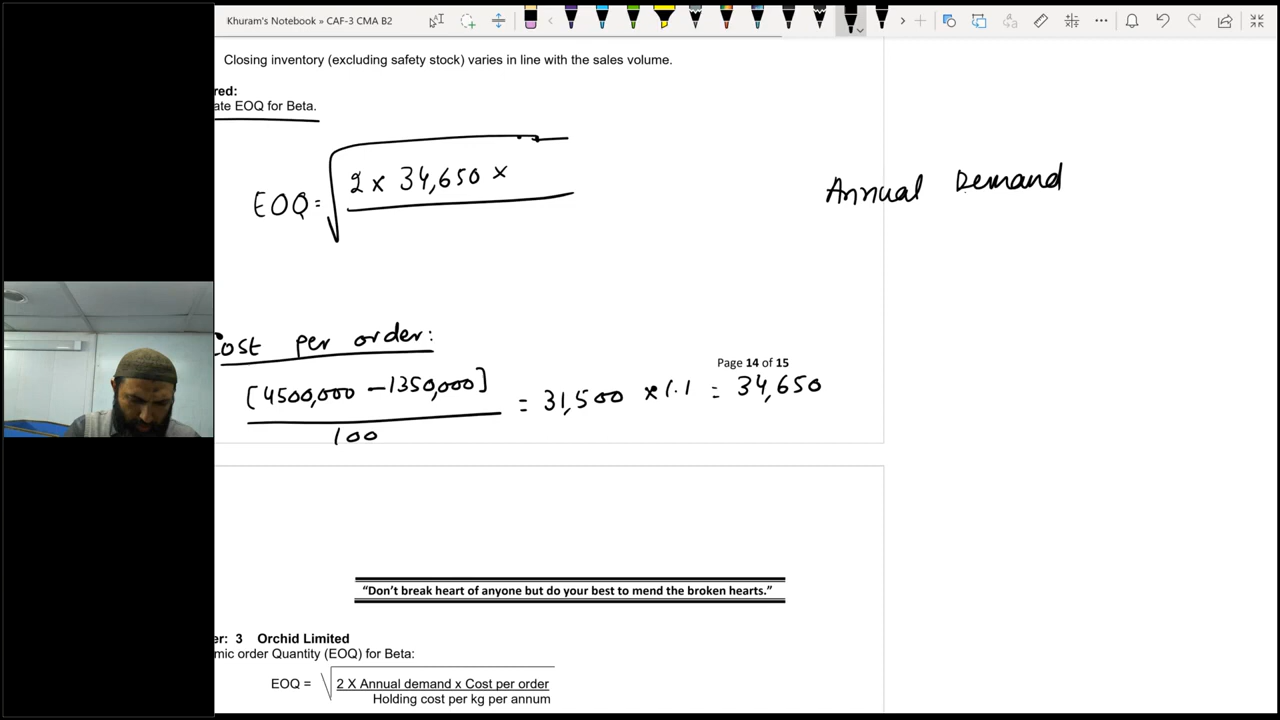 Khuram's Notebook » CAF-3 CMA B2
Closing inventory (excluding safety stock) varies in line with the sales volume.
red:
ate EOQ for Beta.
EOQ = √ 2 x 34,650 x
Annual Demand
Cost per order:
[4500,000 - 1350,000]
100
= 31,500 x 1.1 = 34,650
Page 14 of 15
“Don’t break heart of anyone but do your best to mend the broken hearts.”
er: 3 Orchid Limited
mic order Quantity (EOQ) for Beta:
EOQ = √ 2 X Annual demand x Cost per order
Holding cost per kg per annum